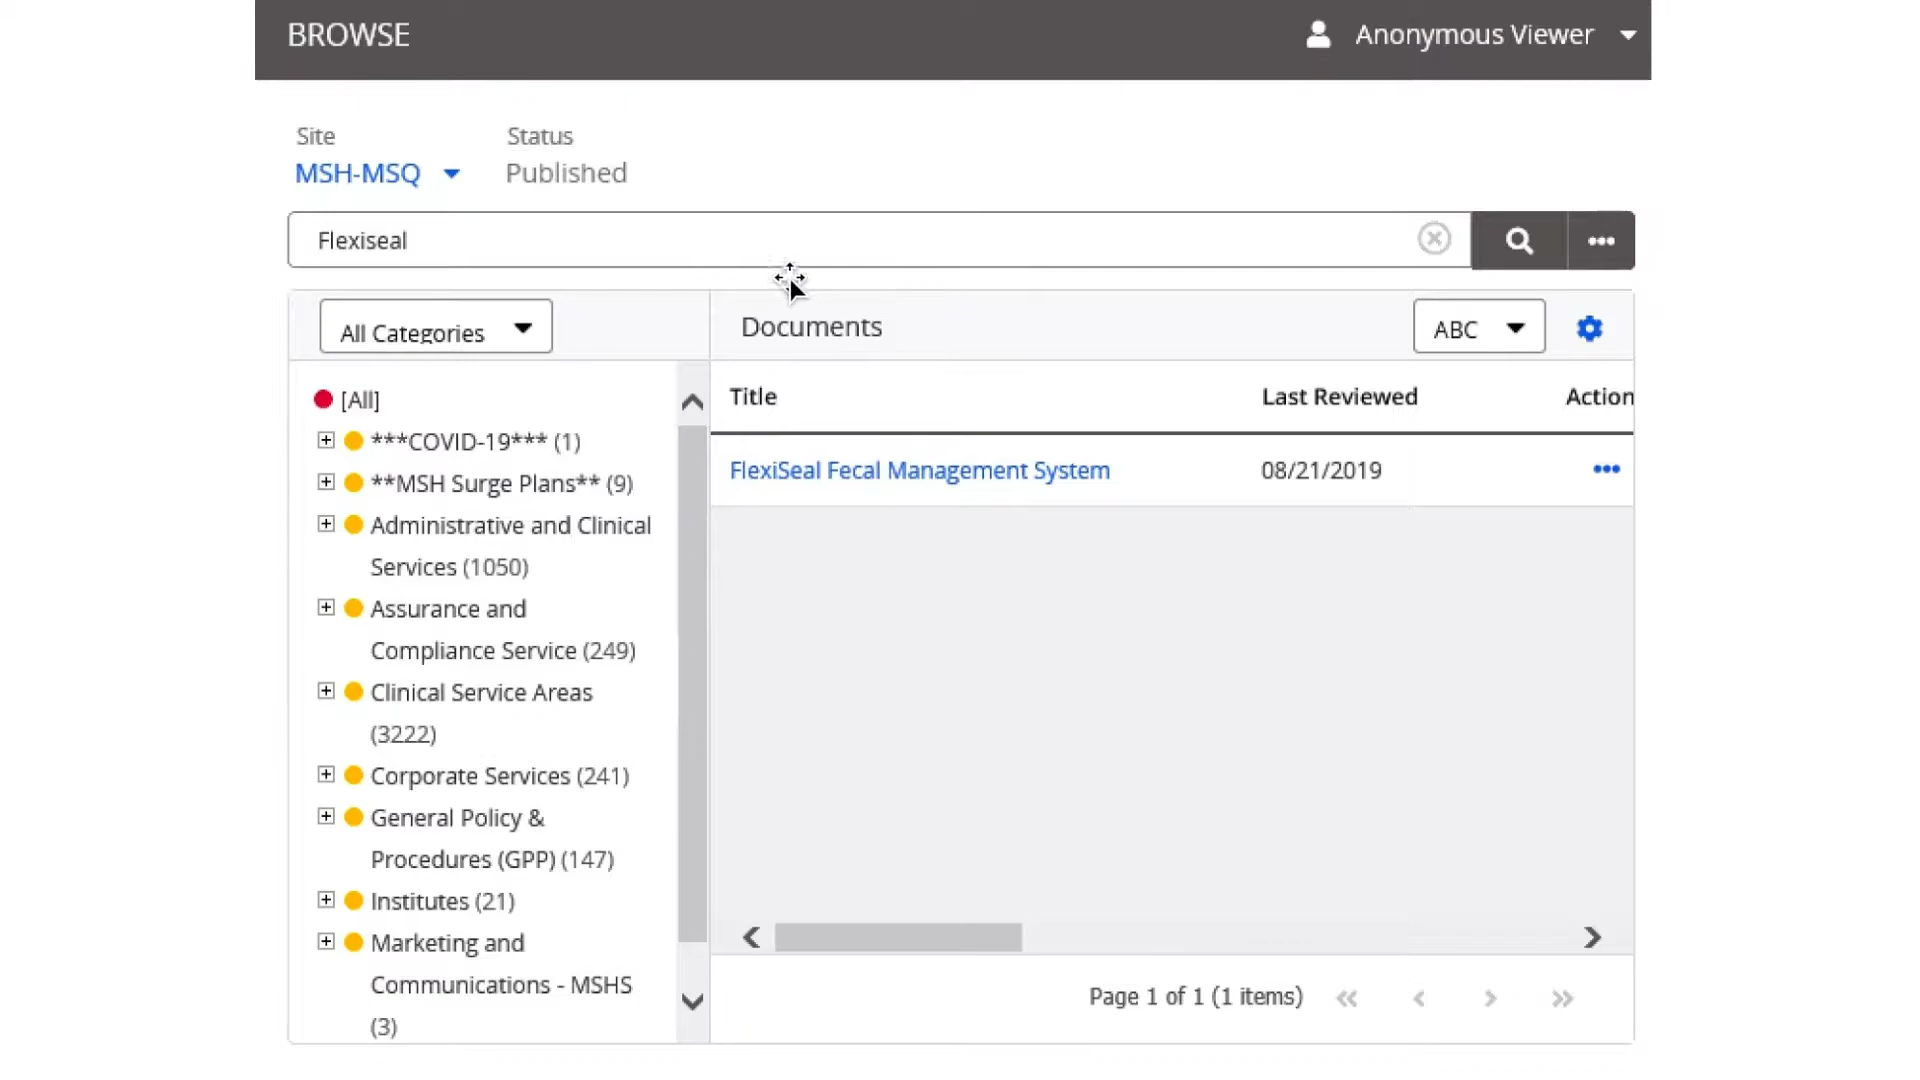 BROWSE
Anonymous Viewer
Site
Status
MSH-MSQ
Published
Flexiseal
All Categories
Documents
ABC
[All]
***COVID-19*** (1)
**MSH Surge Plans** (9)
Administrative and Clinical
Services (1050)
Assurance and
Compliance Service (249)
Clinical Service Areas
(3222)
Corporate Services (241)
General Policy &
Procedures (GPP) (147)
Institutes (21)
Marketing and
Communications - MSHS
(3)
Title
Last Reviewed
Action
FlexiSeal Fecal Management System
08/21/2019
Page 1 of 1 (1 items)